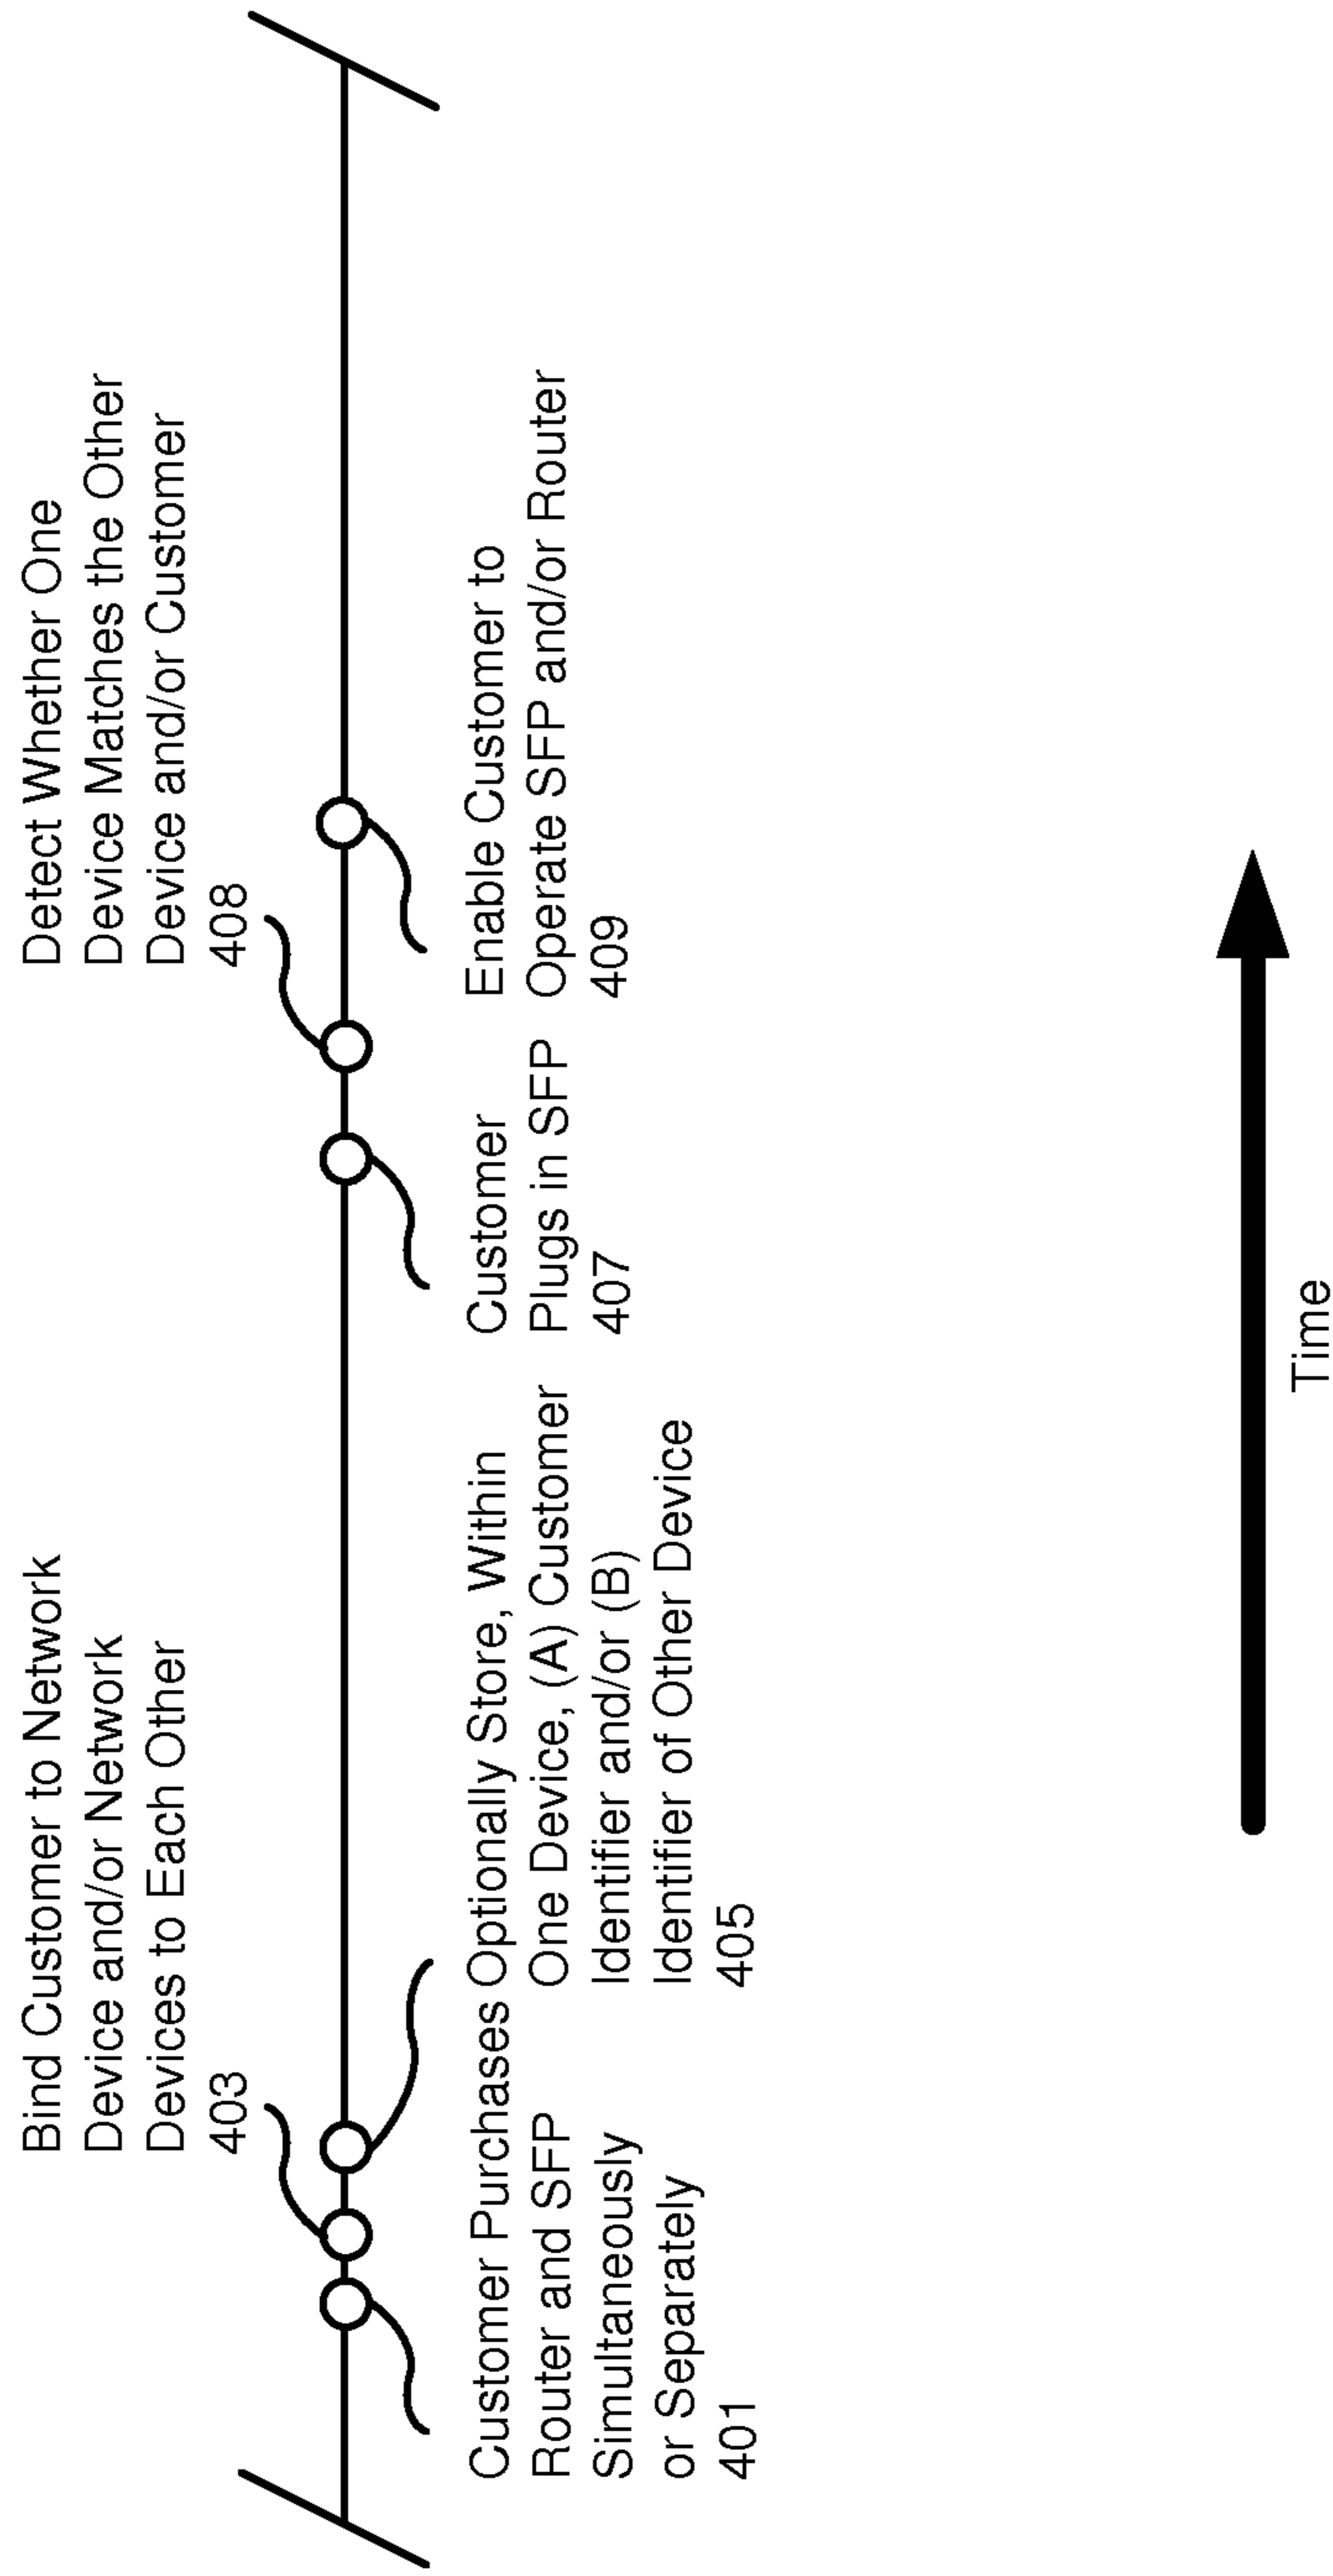 Bind Customer to Network
Device and/or Network
Devices to Each Other
403
Detect Whether One
Device Matches the Other
Device and/or Customer
408
Customer Purchases
Router and SFP
Simultaneously
or Separately
401
Optionally Store, Within
One Device, (A) Customer
Identifier and/or (B)
Identifier of Other Device
405
Customer
Plugs in SFP
407
Enable Customer to
Operate SFP and/or Router
409
Time